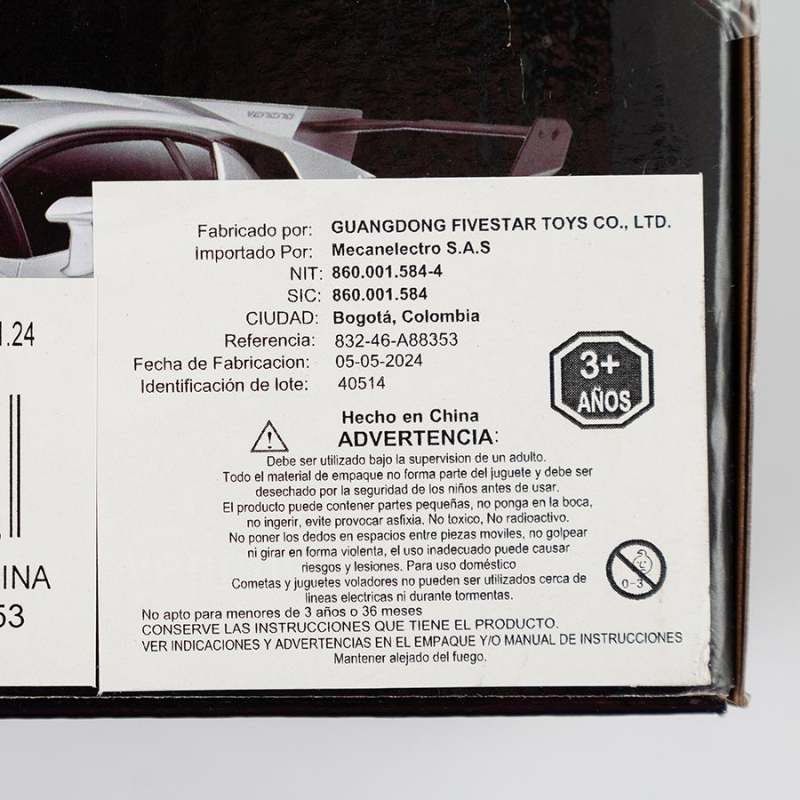 Fabricado por: GUANGDONG FIVESTAR TOYS CO., LTD.
Importado Por: Mecanelectro S.A.S
NIT: 860.001.584-4
SIC: 860.001.584
CIUDAD: Bogotá, Colombia
Referencia: 832-46-A88353
Fecha de Fabricacion: 05-05-2024
Identificación de lote: 40514
3+
AÑOS
Hecho en China
ADVERTENCIA:
Debe ser utilizado bajo la supervision de un adulto.
Todo el material de empaque no forma parte del juguete y debe ser
desechado por la seguridad de los niños antes de usar.
El producto puede contener partes pequeñas, no ponga en la boca,
no ingerir, evite provocar asfixia. No toxico, No radioactivo.
No poner los dedos en espacios entre piezas moviles, no golpear
ni girar en forma violenta, el uso inadecuado puede causar
riesgos y lesiones. Para uso doméstico
Cometas y juguetes voladores no pueden ser utilizados cerca de
lineas electricas ni durante tormentas.
0-3
No apto para menores de 3 años o 36 meses
CONSERVE LAS INSTRUCCIONES QUE TIENE EL PRODUCTO.
VER INDICACIONES Y ADVERTENCIAS EN EL EMPAQUE Y/O MANUAL DE INSTRUCCIONES
Mantener alejado del fuego.
1.24
INA
53